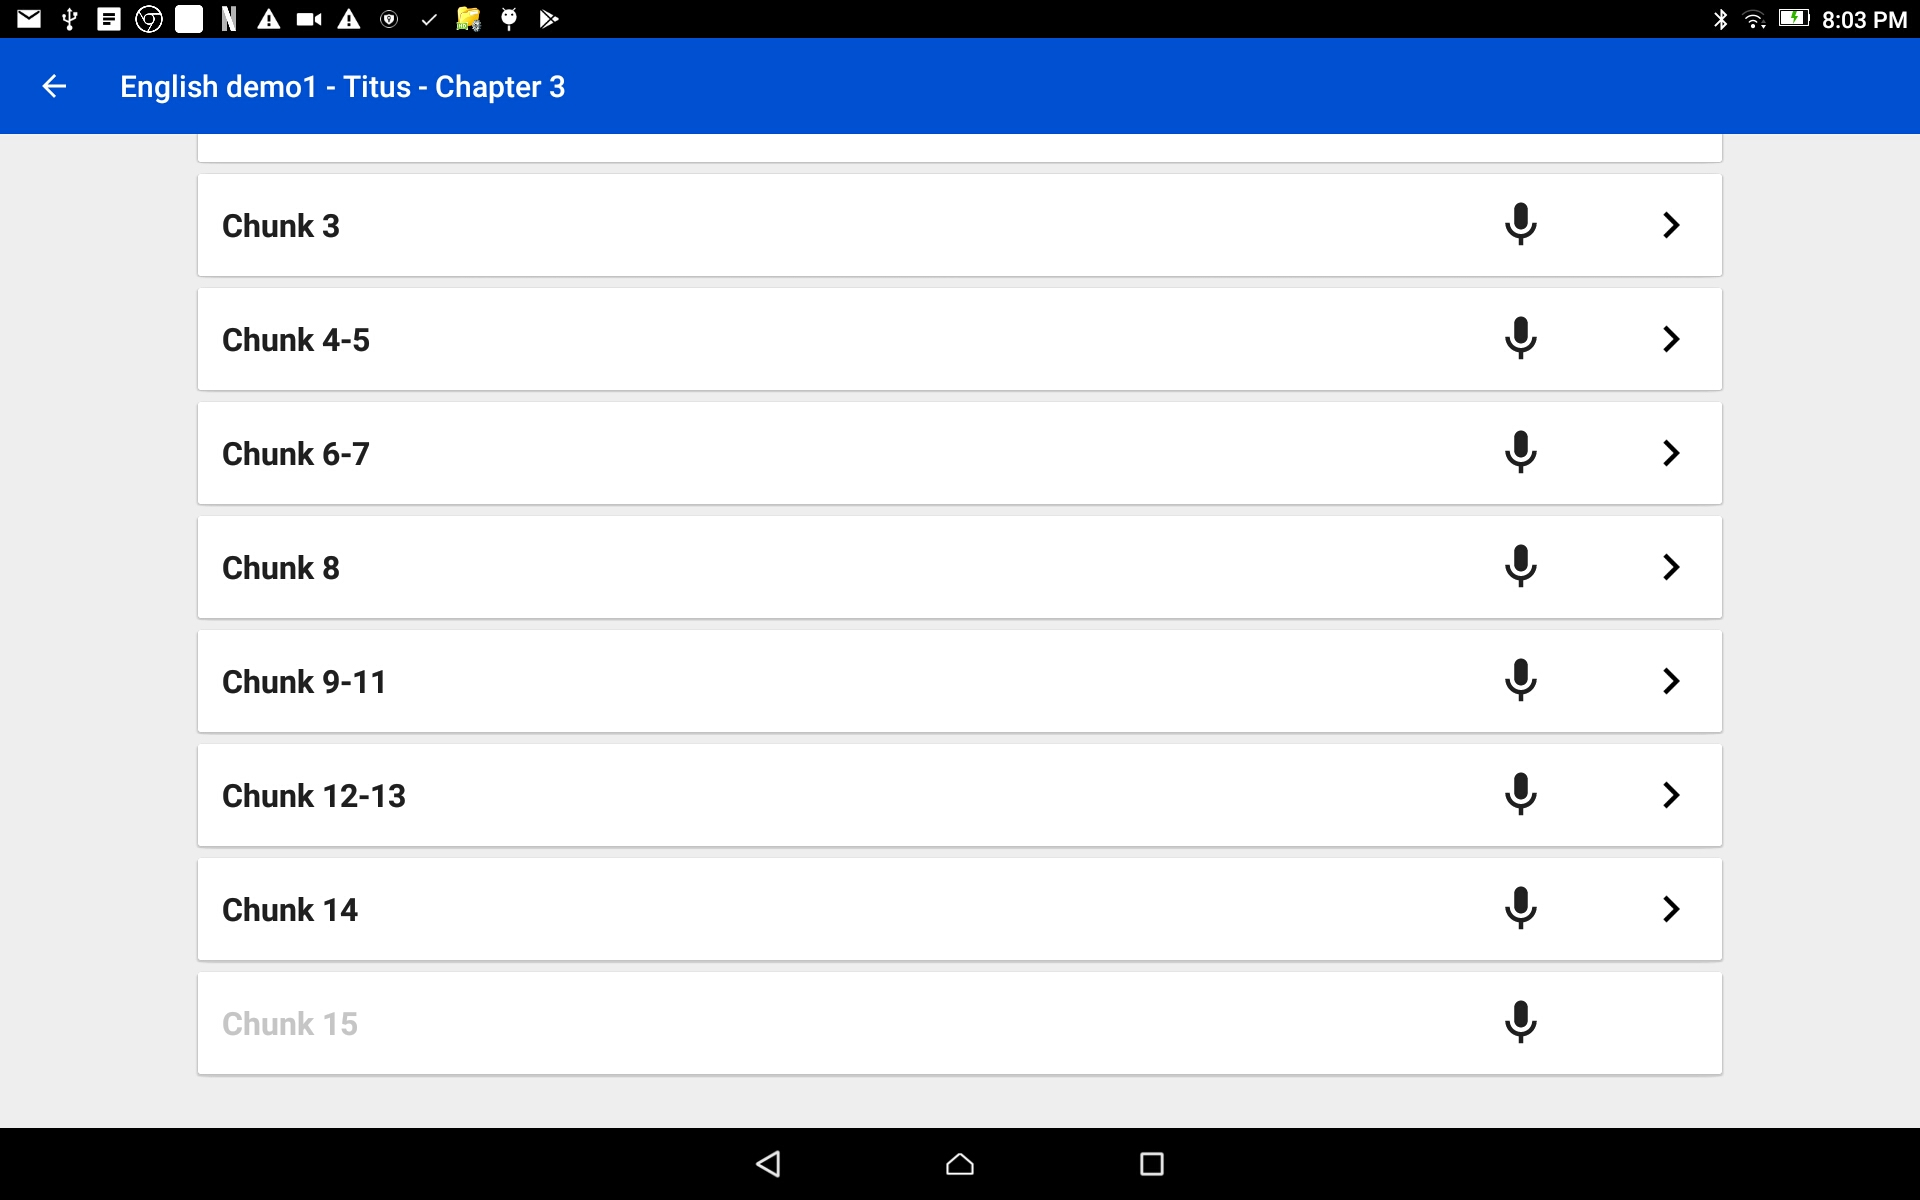 8:03 PM
English demo1 - Titus - Chapter 3
Chunk 3
Chunk 4-5
Chunk 6-7
Chunk 8
Chunk 9-11
Chunk 12-13
Chunk 14
Chunk 15